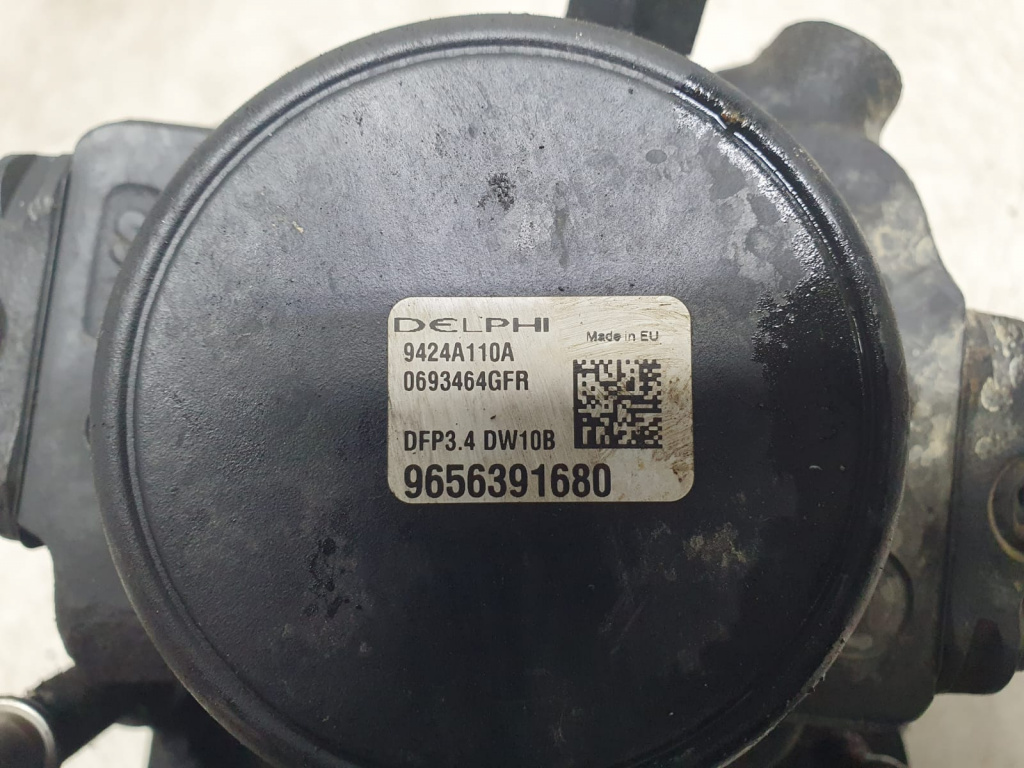 DELPHI
Made in EU
9424A110A
0693464GFR
DFP3.4 DW10B
9656391680